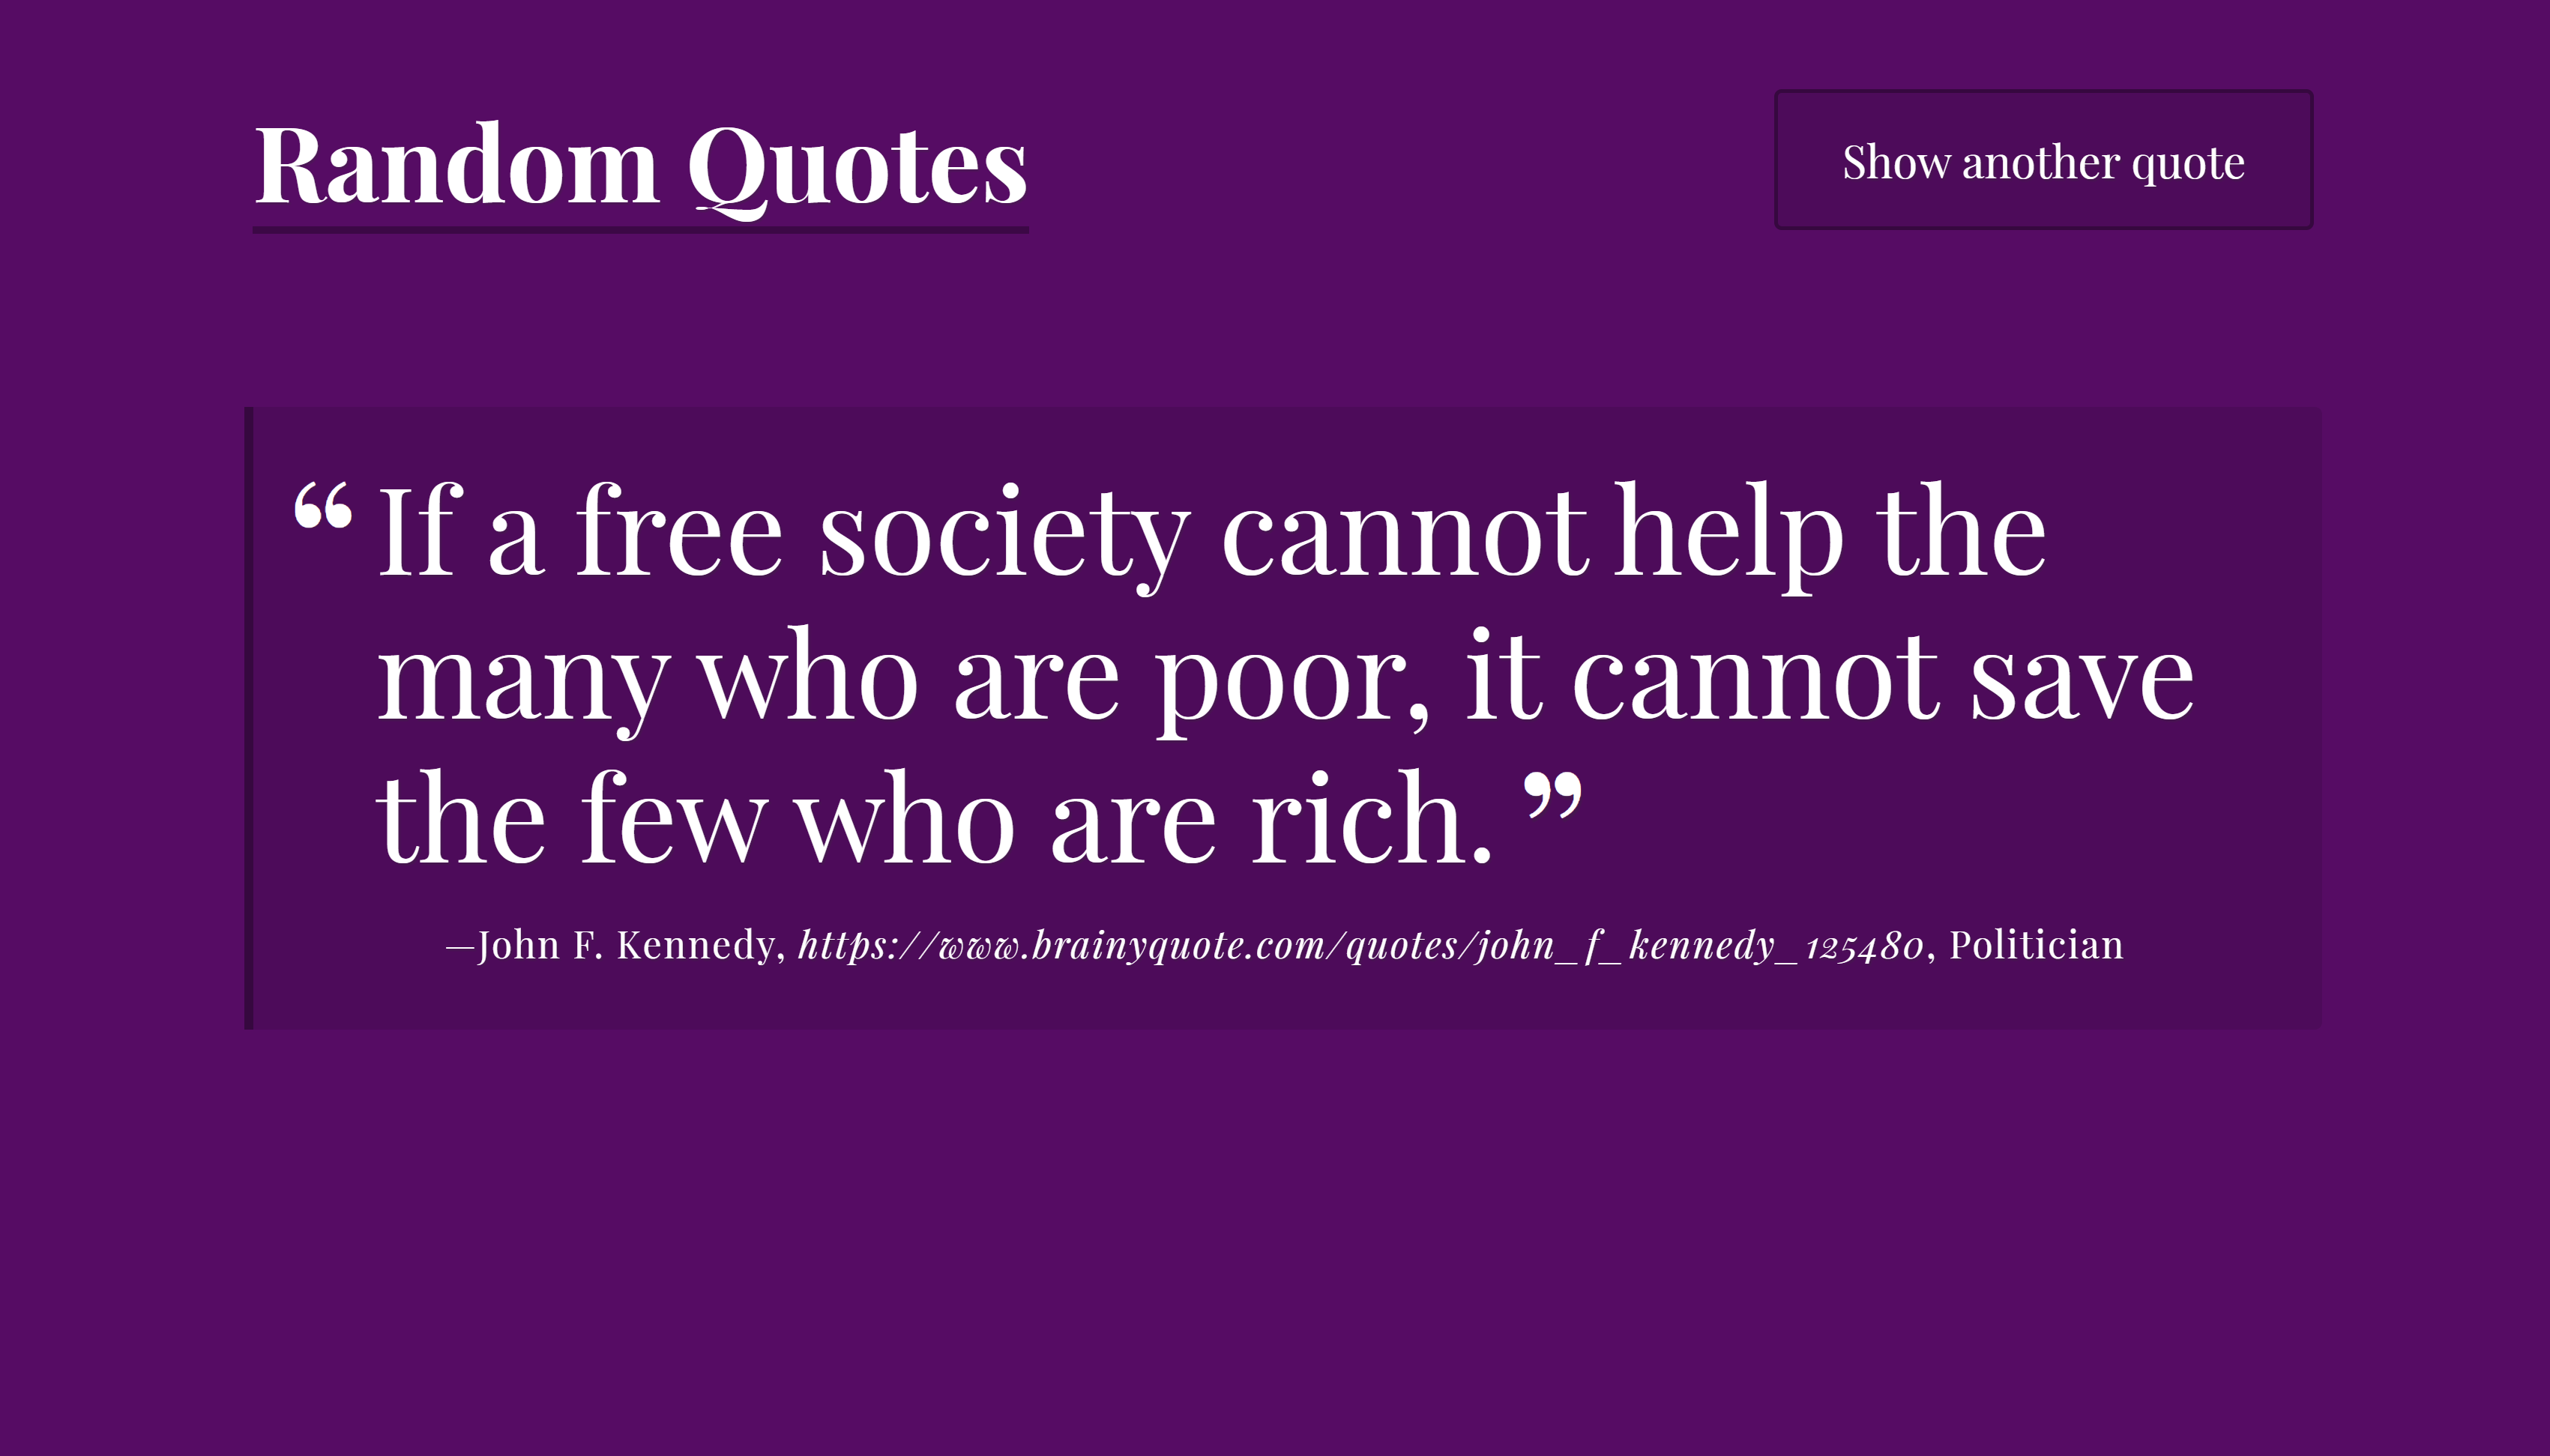 Random Quotes
Show another quote
“ If a free society cannot help the
many who are poor, it cannot save
the few who are rich. ”
—John F. Kennedy, https://www.brainyquote.com/quotes/john_f_kennedy_125480, Politician